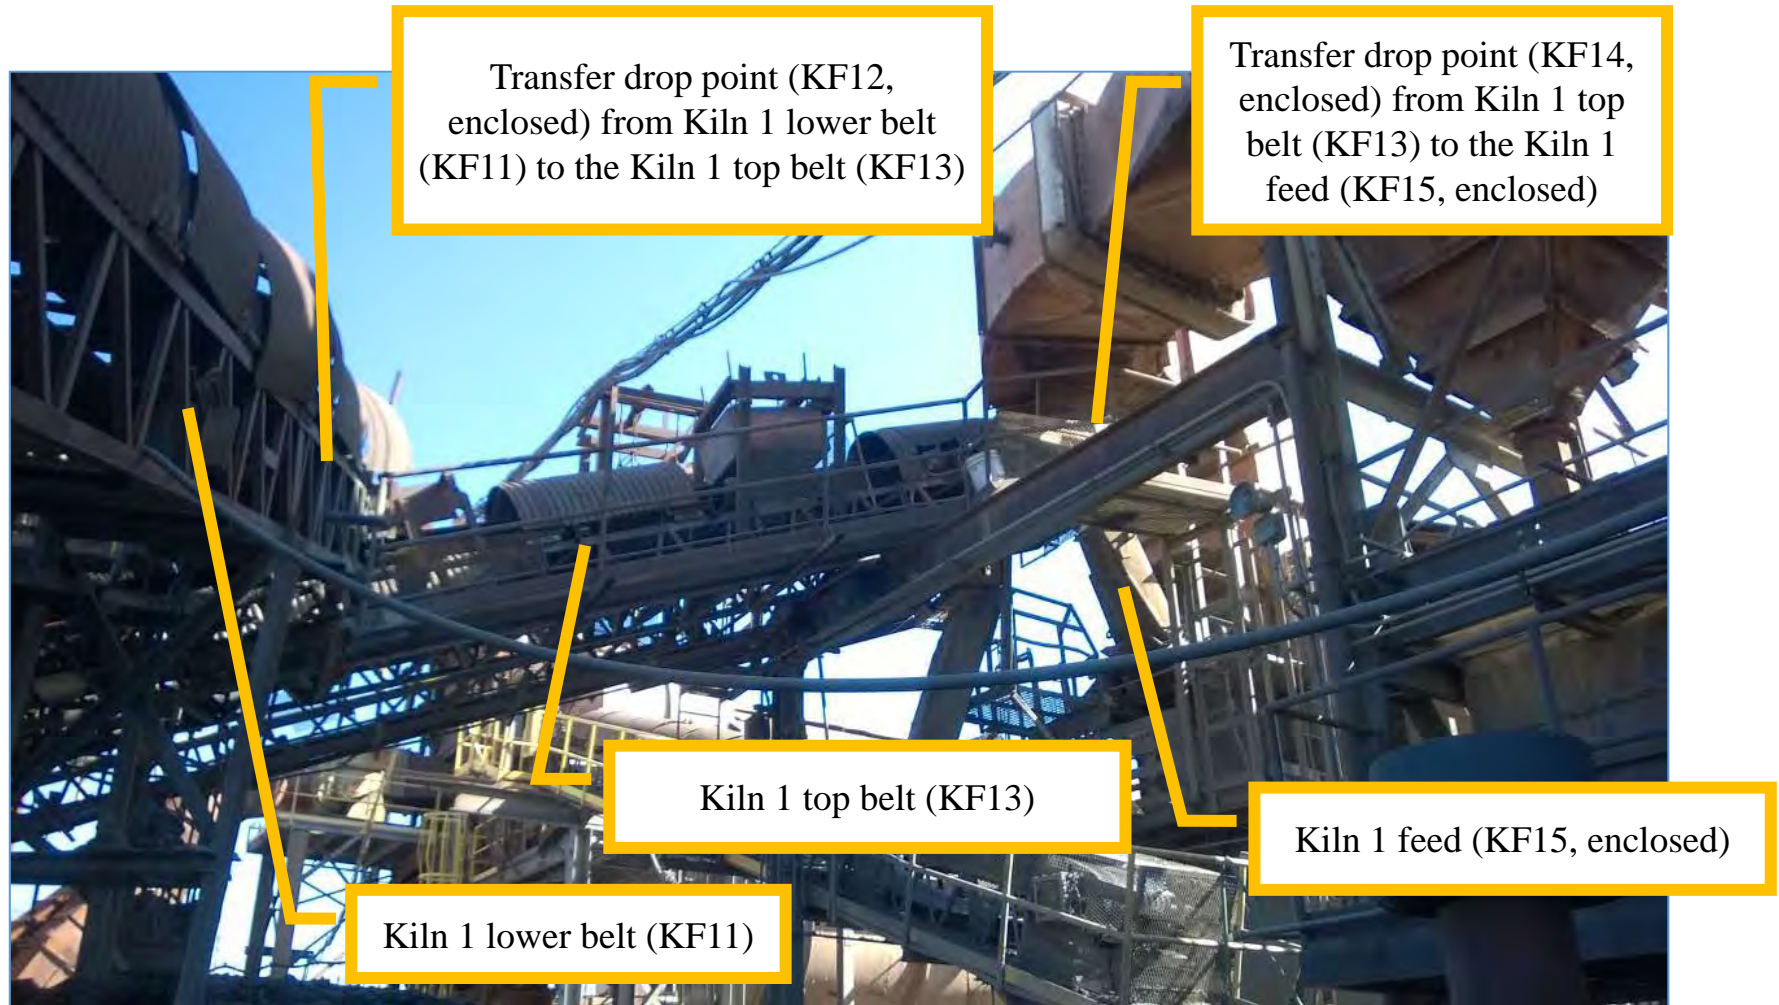 Transfer drop point (KF12,
enclosed) from Kiln 1 lower belt
(KF11) to the Kiln 1 top belt (KF13)
Transfer drop point (KF14,
enclosed) from Kiln 1 top
belt (KF13) to the Kiln 1
feed (KF15, enclosed)
Kiln 1 top belt (KF13)
Kiln 1 feed (KF15, enclosed)
Kiln 1 lower belt (KF11)